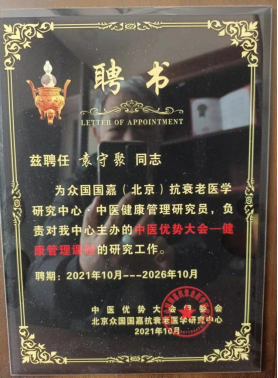 聘书
LETTER OF APPOINTMENT
兹聘任 袁守聚 同志
为众国国嘉（北京）抗衰老医学
研究中心·中医健康管理研究员，负
责对我中心主办的中医优势大会—健
康管理课题的研究工作。
聘期：2021年10月---2026年10月
中医优势大会组委会
北京众国国嘉抗衰老医学研究中心
2021年10月